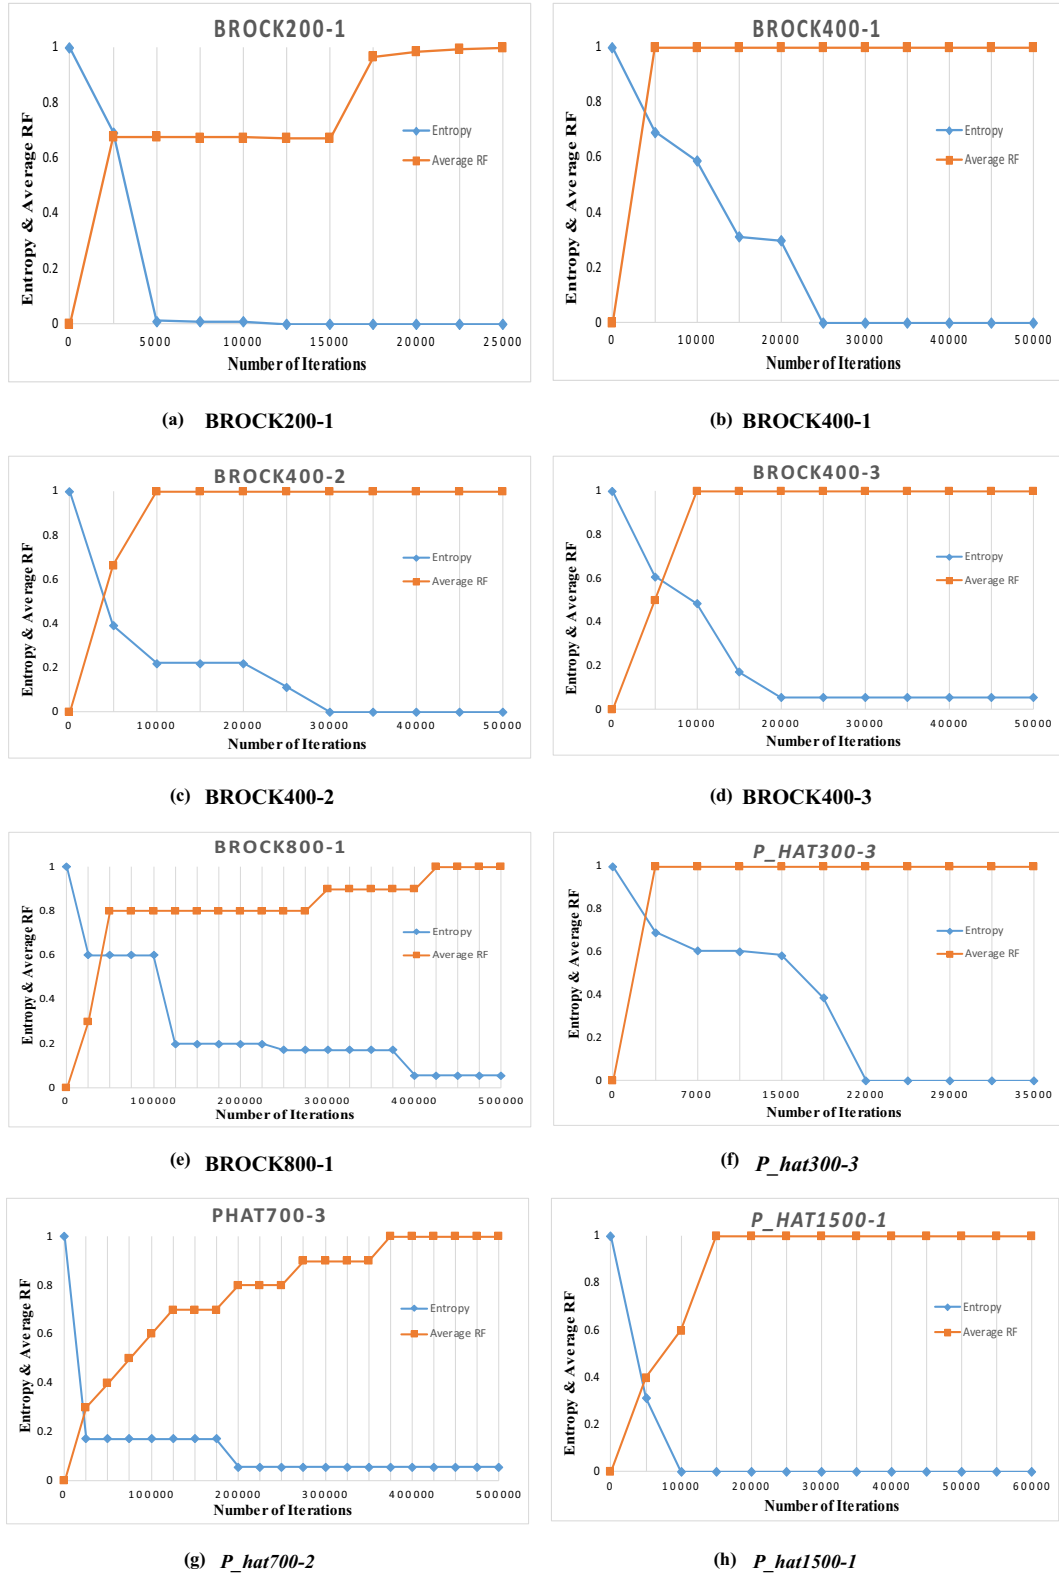 BROCK200-1
Entropy & Average RF
1
0.8
0.6
0.4
0.2
0
Entropy
Average RF
0 5000 10000 15000 20000 25000
Number of Iterations
(a) BROCK200-1
BROCK400-1
Entropy & Average RF
1
0.8
0.6
0.4
0.2
0
Entropy
Average RF
0 10000 20000 30000 40000 50000
Number of Iterations
(b) BROCK400-1
BROCK400-2
Entropy & Average RF
1
0.8
0.6
0.4
0.2
0
Entropy
Average RF
0 10000 20000 30000 40000 50000
Number of Iterations
(c) BROCK400-2
BROCK400-3
Entropy & Average RF
1
0.8
0.6
0.4
0.2
0
Entropy
Average RF
0 10000 20000 30000 40000 50000
Number of Iterations
(d) BROCK400-3
BROCK800-1
Entropy & Average RF
1
0.8
0.6
0.4
0.2
0
Entropy
Average RF
0 100000 200000 300000 400000 500000
Number of Iterations
(e) BROCK800-1
P_HAT300-3
Entropy & Average RF
1
0.8
0.6
0.4
0.2
0
Entropy
Average RF
0 7000 15000 22000 29000 35000
Number of Iterations
(f) P_hat300-3
PHAT700-3
Entropy & Average RF
1
0.8
0.6
0.4
0.2
0
Entropy
Average RF
0 100000 200000 300000 400000 500000
Number of Iterations
(g) P_hat700-2
P_HAT1500-1
Entropy & Average RF
1
0.8
0.6
0.4
0.2
0
Entropy
Average RF
0 10000 20000 30000 40000 50000 60000
Number of Iterations
(h) P_hat1500-1